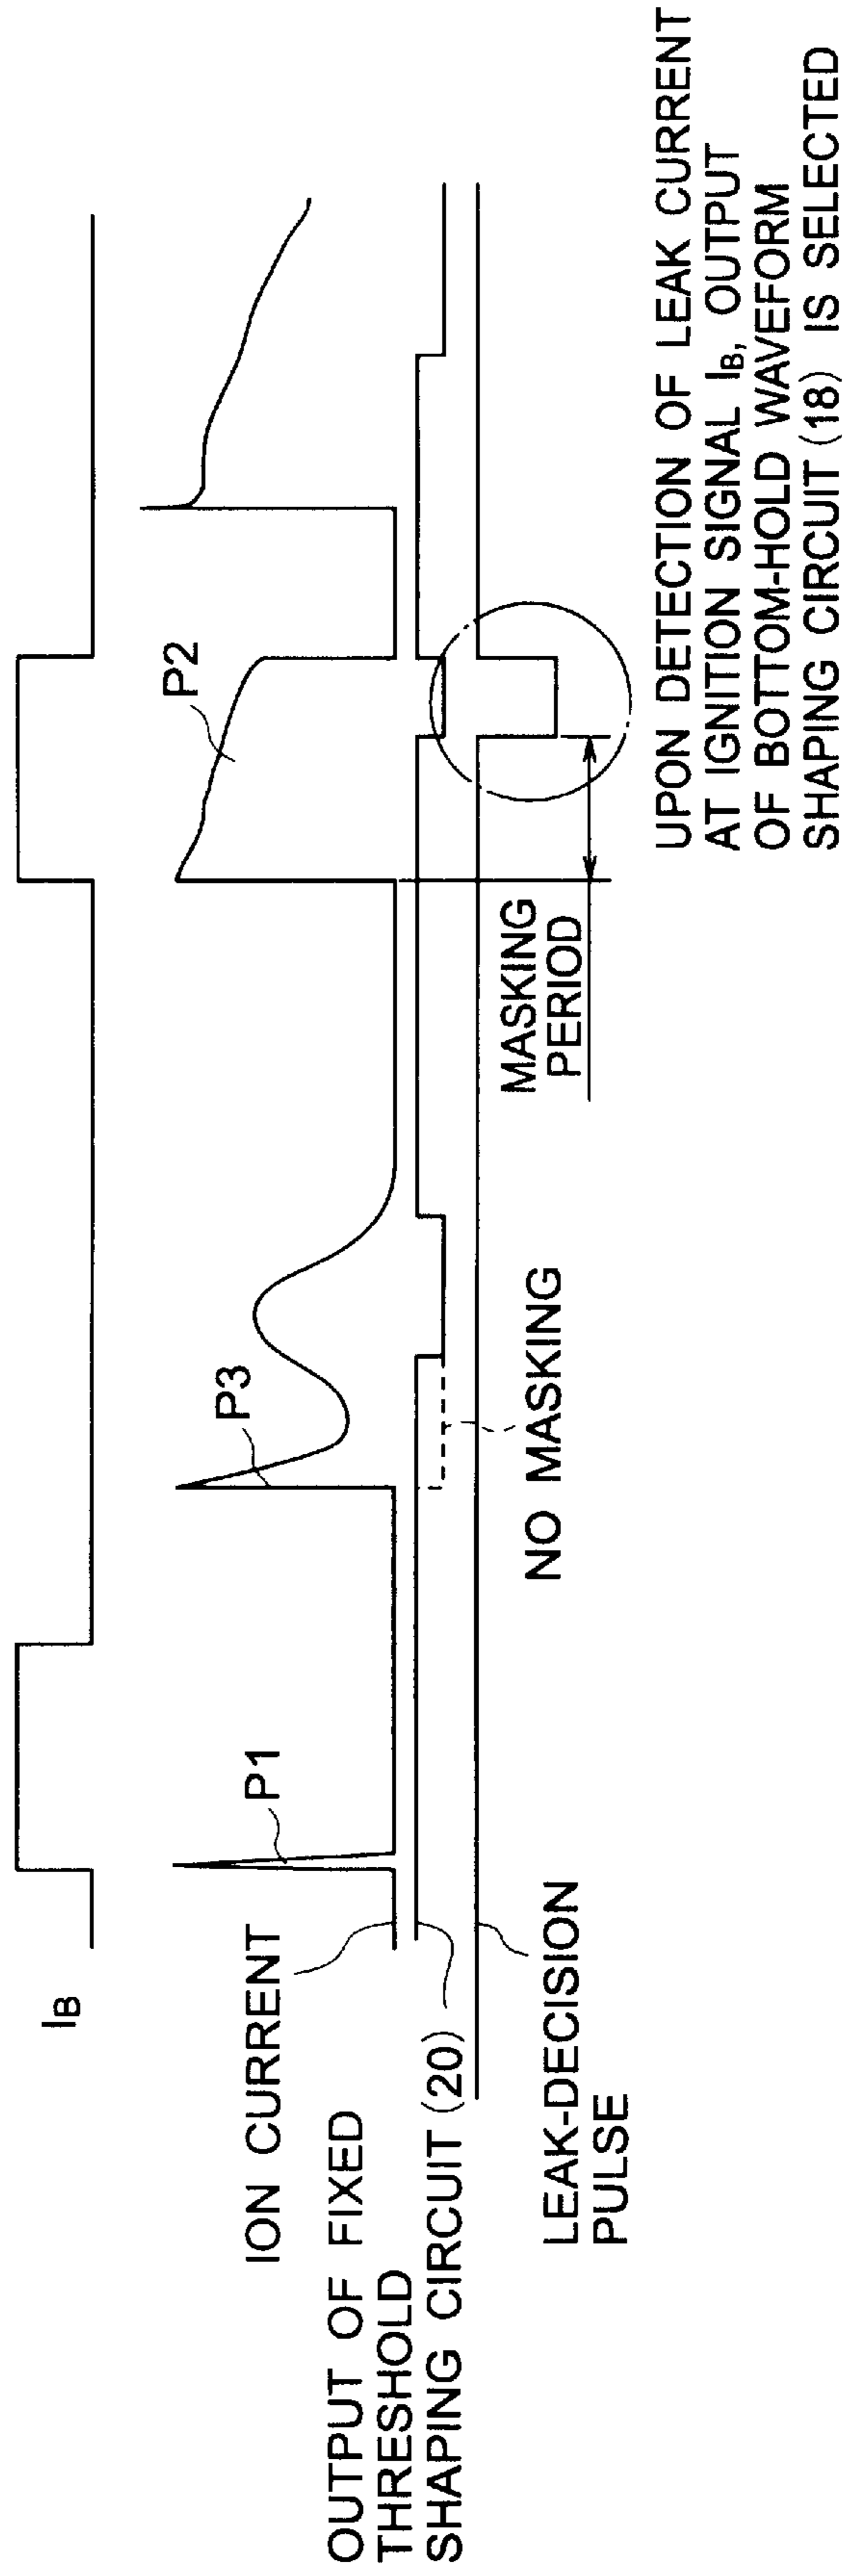 I_B
ION CURRENT
OUTPUT OF FIXED
THRESHOLD
SHAPING CIRCUIT (20)
LEAK-DECISION
PULSE
P1
P3
P2
NO MASKING
MASKING
PERIOD
UPON DETECTION OF LEAK CURRENT
AT IGNITION SIGNAL I_B, OUTPUT
OF BOTTOM-HOLD WAVEFORM
SHAPING CIRCUIT (18) IS SELECTED